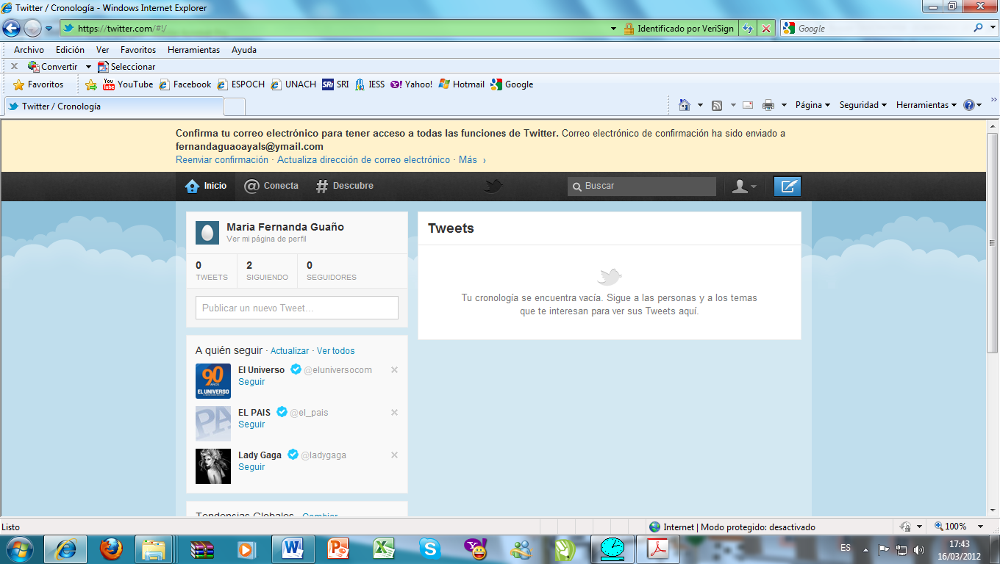 Twitter / Cronología - Windows Internet Explorer
https://twitter.com/#!/
Identificado por VeriSign
Google
Archivo Edición Ver Favoritos Herramientas Ayuda
Convertir Seleccionar
Favoritos YouTube Facebook ESPOCH UNACH SRi SRI IESS Yahoo! Hotmail Google
Twitter / Cronología
Página Seguridad Herramientas
Confirma tu correo electrónico para tener acceso a todas las funciones de Twitter. Correo electrónico de confirmación ha sido enviado a
fernandaguaoayals@ymail.com
Reenviar confirmación · Actualiza dirección de correo electrónico · Más ›
Inicio @ Conecta # Descubre Buscar
Maria Fernanda Guaño
Ver mi página de perfil
0 2 0
TWEETS SIGUIENDO SEGUIDORES
Publicar un nuevo Tweet...
Tweets
Tu cronología se encuentra vacía. Sigue a las personas y a los temas
que te interesan para ver sus Tweets aquí.
A quién seguir · Actualizar · Ver todos
90
AÑOS
EL UNIVERSO
El Universo @eluniversocom
Seguir
PA
EL PAIS @el_pais
Seguir
Lady Gaga @ladygaga
Seguir
Tendencias Globales · Cambiar
Listo
Internet | Modo protegido: desactivado
100%
ES
17:43
16/03/2012